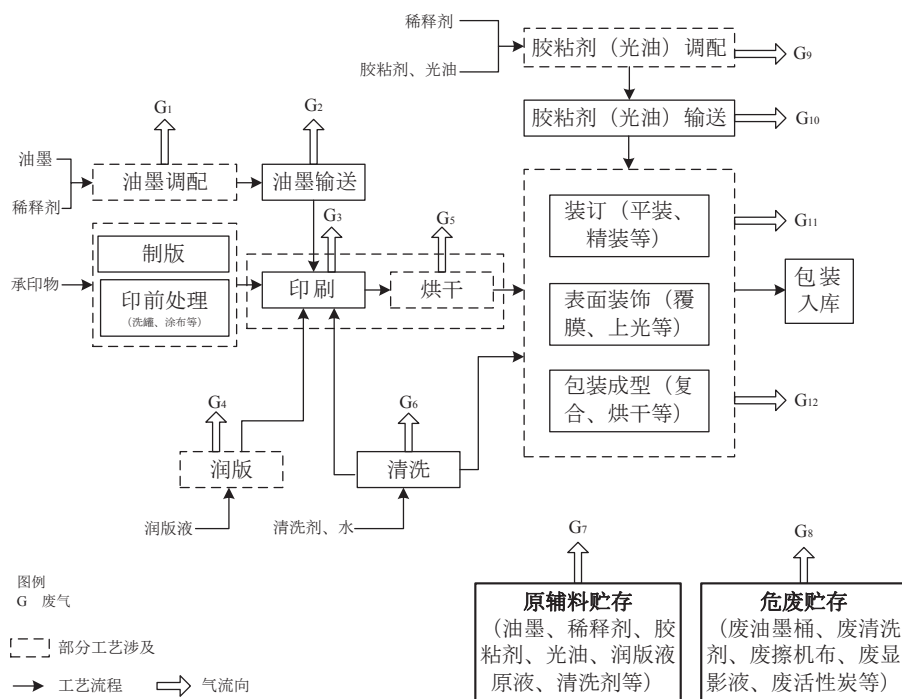 稀释剂
胶粘剂、光油
胶粘剂（光油）调配
G9
胶粘剂（光油）输送
G10
G1
G2
油墨
稀释剂
油墨调配
油墨输送
G3
G5
承印物
制版
印前处理
（洗罐、涂布等）
印刷
烘干
装订（平装、
精装等）
G11
表面装饰（覆
膜、上光等）
包装成型（复
合、烘干等）
G12
包装
入库
G4
G6
润版
清洗
润版液
清洗剂、水
G7
G8
原辅料贮存
（油墨、稀释剂、胶
粘剂、光油、润版液
原液、清洗剂等）
危废贮存
（废油墨桶、废清洗
剂、废擦机布、废显
影液、废活性炭等）
图例
G 废气
部分工艺涉及
工艺流程
气流向